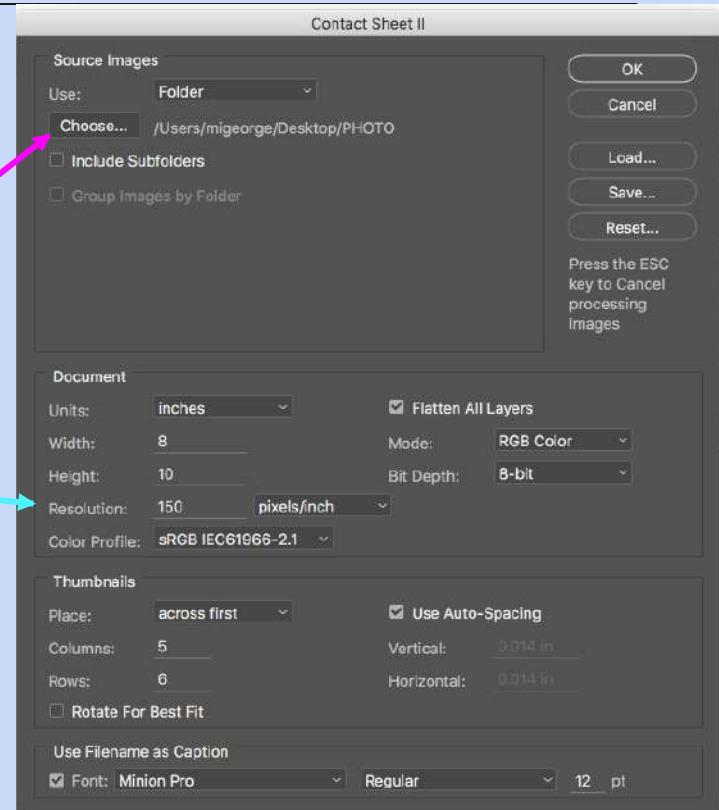 Contact Sheet II
Source Images
Use: Folder
Choose... /Users/migeorge/Desktop/PHOTO
Include Subfolders
Group Images by Folder
OK
Cancel
Load...
Save...
Reset...
Press the ESC
key to Cancel
processing
Images
Document
Units: inches
Width: 8
Height: 10
Resolution: 150 pixels/inch
Color Profile: sRGB IEC61966-2.1
Flatten All Layers
Mode: RGB Color
Bit Depth: 8-bit
Thumbnails
Place: across first
Columns: 5
Rows: 6
Rotate For Best Fit
Use Auto-Spacing
Vertical: 0.014 in
Horizontal: 0.014 in
Use Filename as Caption
Font: Minion Pro Regular 12 pt